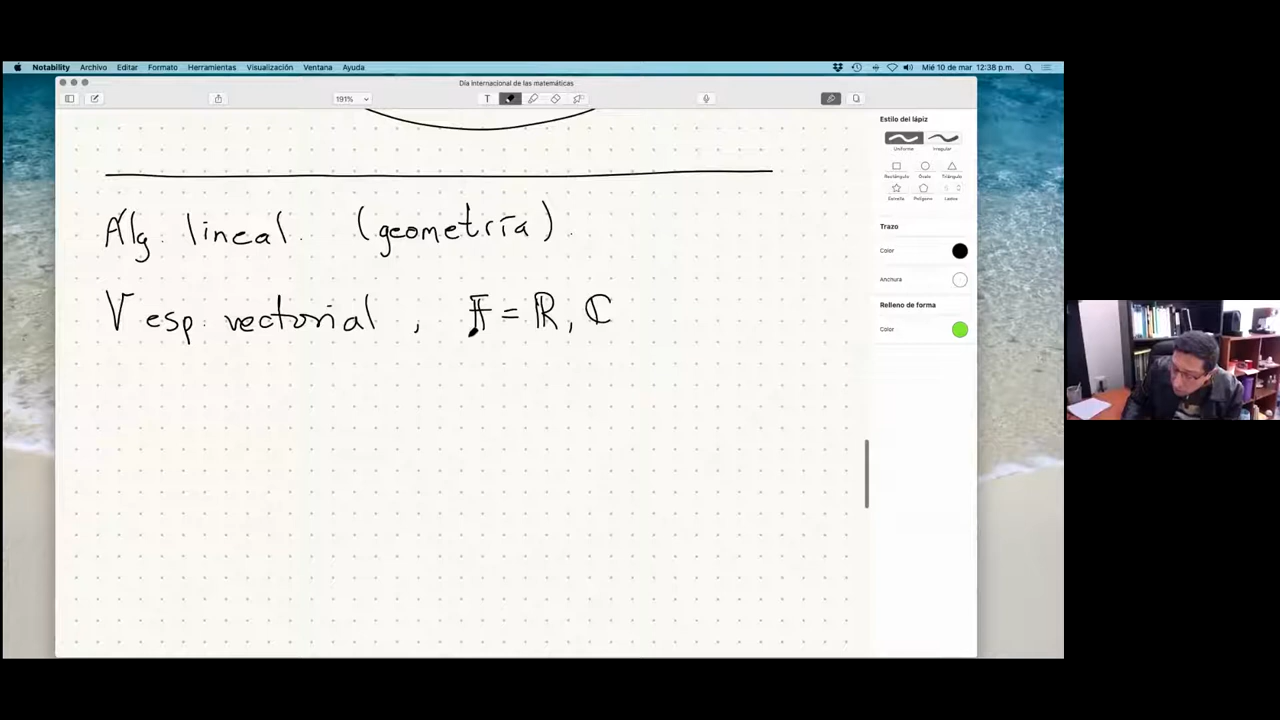 Notability Archivo Editar Formato Herramientas Visualización Ventana Ayuda Mié 10 de mar 12:38 p.m.
Día Internacional de las matemáticas
191% T
Estilo del lápiz
Uniforme Irregular
Rectángulo Óvalo Triángulo
Estrella Polígono Lados
Trazo
Color
Anchura
Relleno de forma
Color
Alg. lineal. (geometría).
V esp. vectorial , 𝔽 = ℝ, ℂ